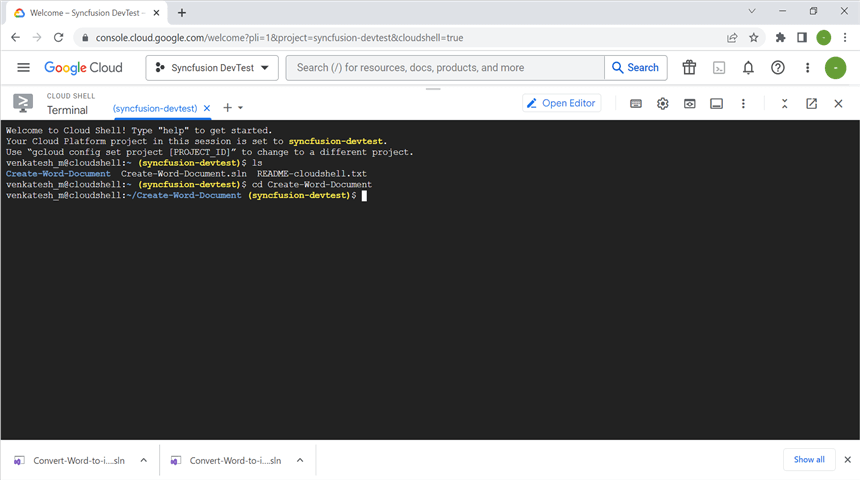 Welcome – Syncfusion DevTest –
console.cloud.google.com/welcome?pli=1&project=syncfusion-devtest&cloudshell=true
Google Cloud
Syncfusion DevTest
Search (/) for resources, docs, products, and more
Search
CLOUD SHELL
Terminal
(syncfusion-devtest)
Open Editor
Welcome to Cloud Shell! Type "help" to get started.
Your Cloud Platform project in this session is set to syncfusion-devtest.
Use “gcloud config set project [PROJECT_ID]” to change to a different project.
venkatesh_m@cloudshell:~ (syncfusion-devtest)$ ls
Create-Word-Document  Create-Word-Document.sln  README-cloudshell.txt
venkatesh_m@cloudshell:~ (syncfusion-devtest)$ cd Create-Word-Document
venkatesh_m@cloudshell:~/Create-Word-Document (syncfusion-devtest)$
Convert-Word-to-i....sln
Convert-Word-to-i....sln
Show all